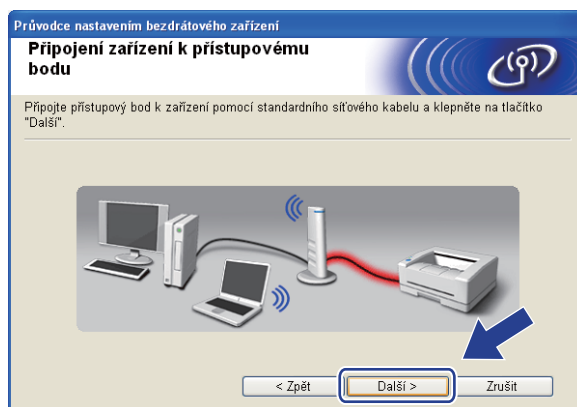 Průvodce nastavením bezdrátového zařízení
Připojení zařízení k přístupovému
bodu
Připojte přístupový bod k zařízení pomocí standardního síťového kabelu a klepněte na tlačítko
"Další".
< Zpět
Další >
Zrušit